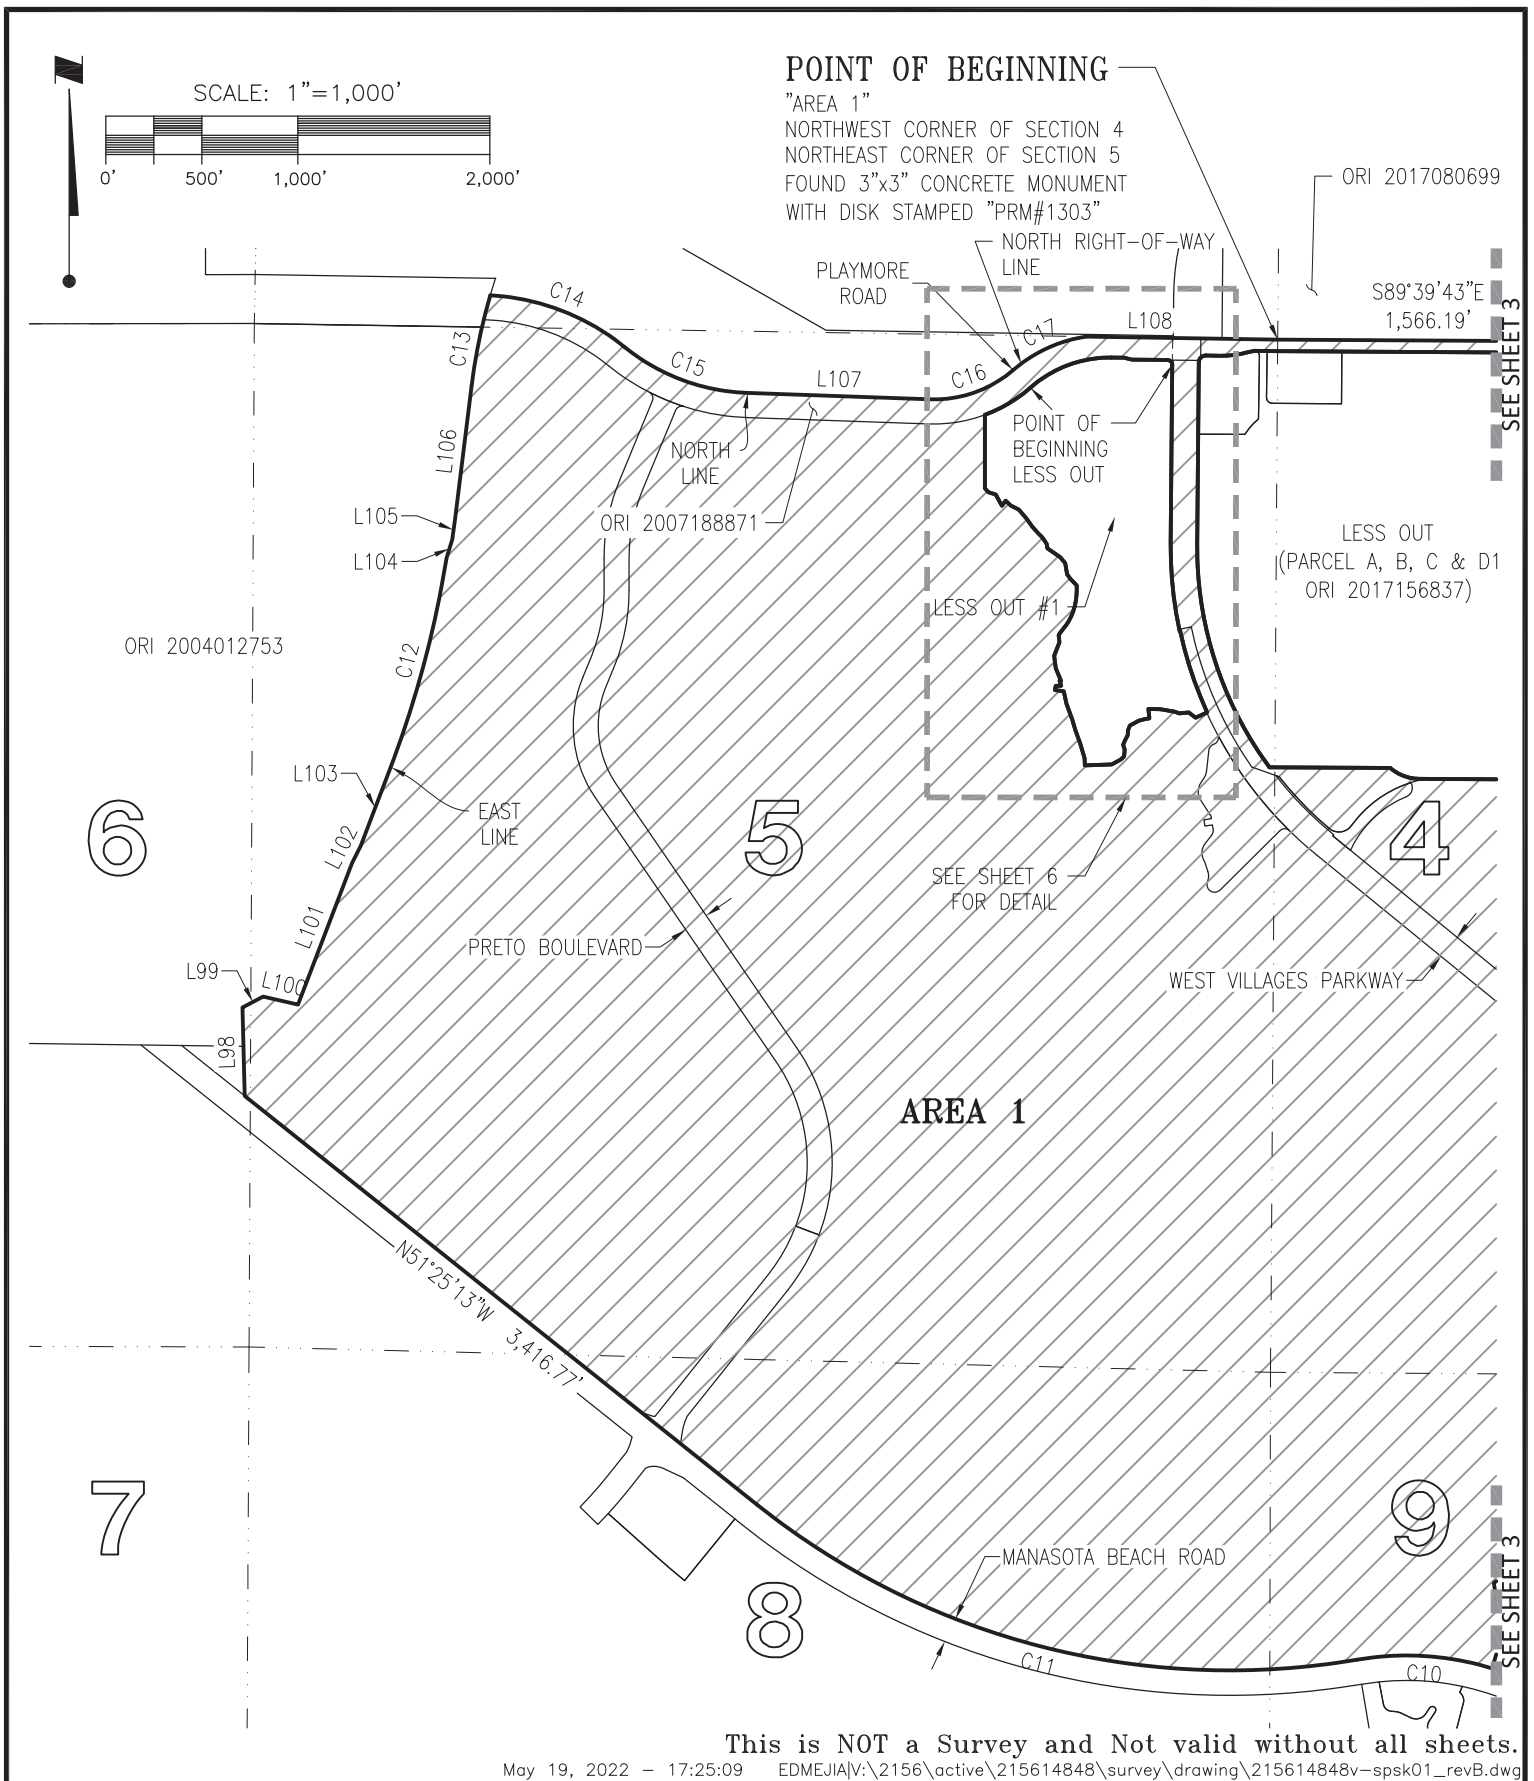 N
SCALE: 1"=1,000'
0'
500'
1,000'
2,000'
POINT OF BEGINNING
"AREA 1"
NORTHWEST CORNER OF SECTION 4
NORTHEAST CORNER OF SECTION 5
FOUND 3"x3" CONCRETE MONUMENT
WITH DISK STAMPED "PRM#1303"
ORI 2017080699
NORTH RIGHT-OF-WAY
LINE
PLAYMORE
ROAD
S89°39'43"E
1,566.19'
SEE SHEET 3
C14
C13
C15
L107
C16
C17
L108
L106
NORTH
LINE
POINT OF
BEGINNING
LESS OUT
L105
L104
ORI 2007188871
LESS OUT
(PARCEL A, B, C & D1
ORI 2017156837)
LESS OUT #1
ORI 2004012753
C12
L103
EAST
LINE
6
5
4
L102
SEE SHEET 6
FOR DETAIL
L101
PRETO BOULEVARD
L99
L100
WEST VILLAGES PARKWAY
L98
AREA 1
N51°25'13"W
3,416.77'
7
9
MANASOTA BEACH ROAD
SEE SHEET 3
8
C11
C10
This is NOT a Survey and Not valid without all sheets.
May 19, 2022 - 17:25:09 EDMEJIA|V:\2156\active\215614848\survey\drawing\215614848v-spsk01_revB.dwg